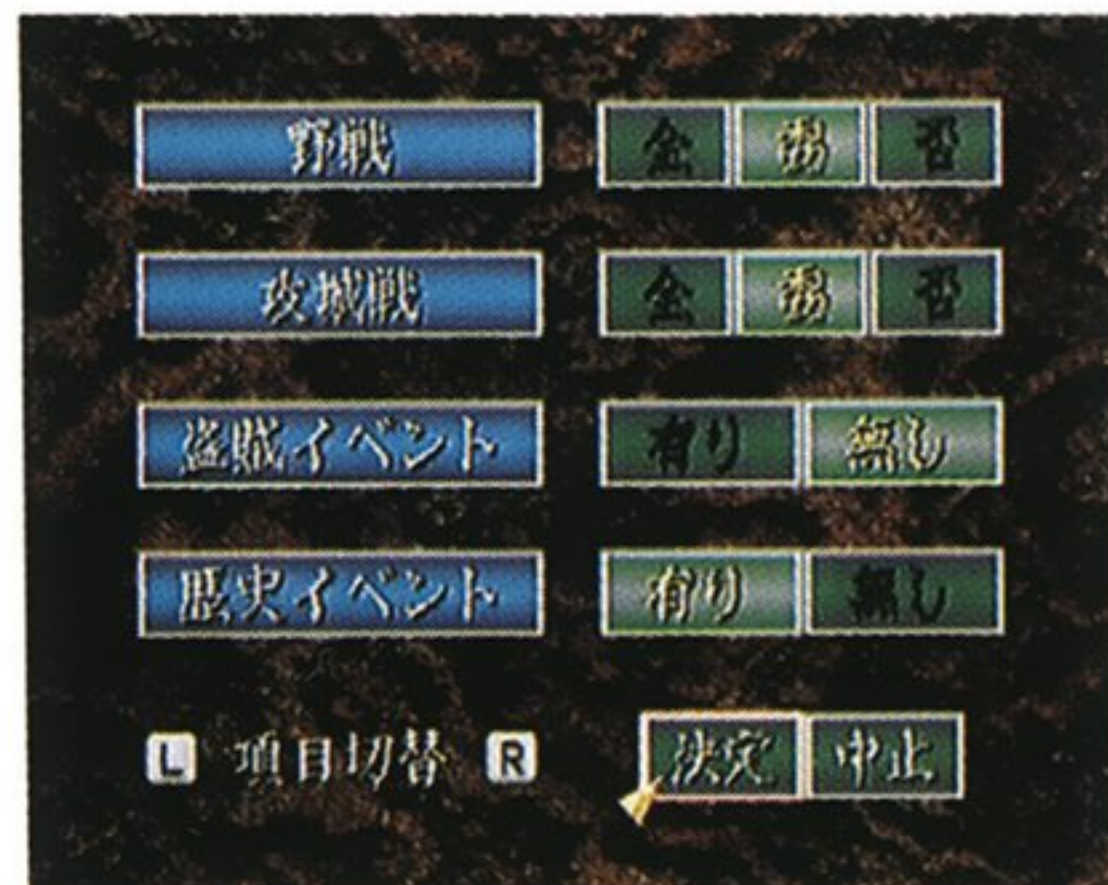 野戦 全 否
攻城戦 全 否
盗賊イベント 有り 無し
歴史イベント 有り 無し
L 項目切替 R 決定 中止